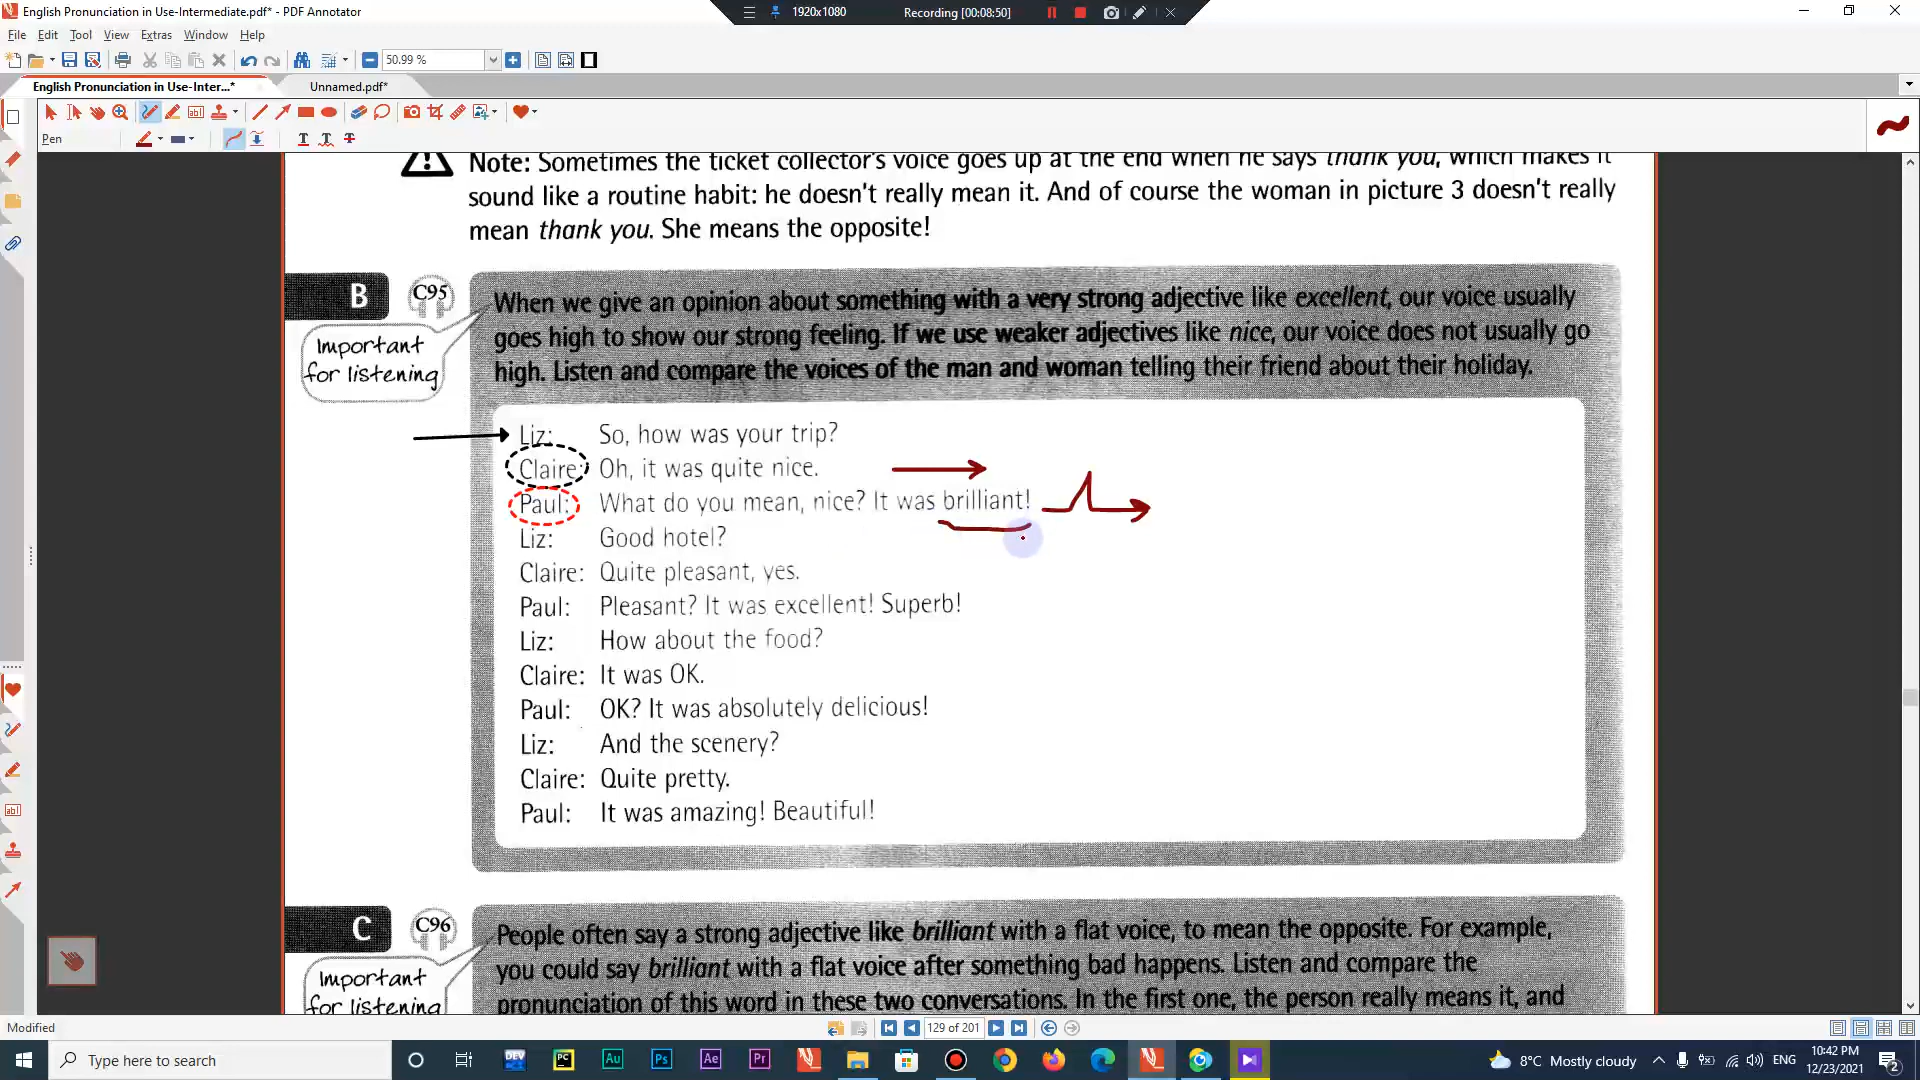 English Pronunciation in Use-Intermediate.pdf* - PDF Annotator
1920x1080
Recording [00:08:50]
File Edit Tool View Extras Window Help
50.99 %
English Pronunciation in Use-Inter...*
Unnamed.pdf*
Pen
Note: Sometimes the ticket collector's voice goes up at the end when he says thank you, which makes it
sound like a routine habit: he doesn't really mean it. And of course the woman in picture 3 doesn't really
mean thank you. She means the opposite!
B
C95
Important
for listening
When we give an opinion about something with a very strong adjective like excellent, our voice usually
goes high to show our strong feeling. If we use weaker adjectives like nice, our voice does not usually go
high. Listen and compare the voices of the man and woman telling their friend about their holiday.
Liz: So, how was your trip?
Claire: Oh, it was quite nice.
Paul: What do you mean, nice? It was brilliant!
Liz: Good hotel?
Claire: Quite pleasant, yes.
Paul: Pleasant? It was excellent! Superb!
Liz: How about the food?
Claire: It was OK.
Paul: OK? It was absolutely delicious!
Liz: And the scenery?
Claire: Quite pretty.
Paul: It was amazing! Beautiful!
C
C96
Important
for listening
People often say a strong adjective like brilliant with a flat voice, to mean the opposite. For example,
you could say brilliant with a flat voice after something bad happens. Listen and compare the
pronunciation of this word in these two conversations. In the first one, the person really means it, and
Modified
129 of 201
Type here to search
DEV
PC
Au
Ps
Ae
Pr
8°C Mostly cloudy
ENG
10:42 PM
12/23/2021
2